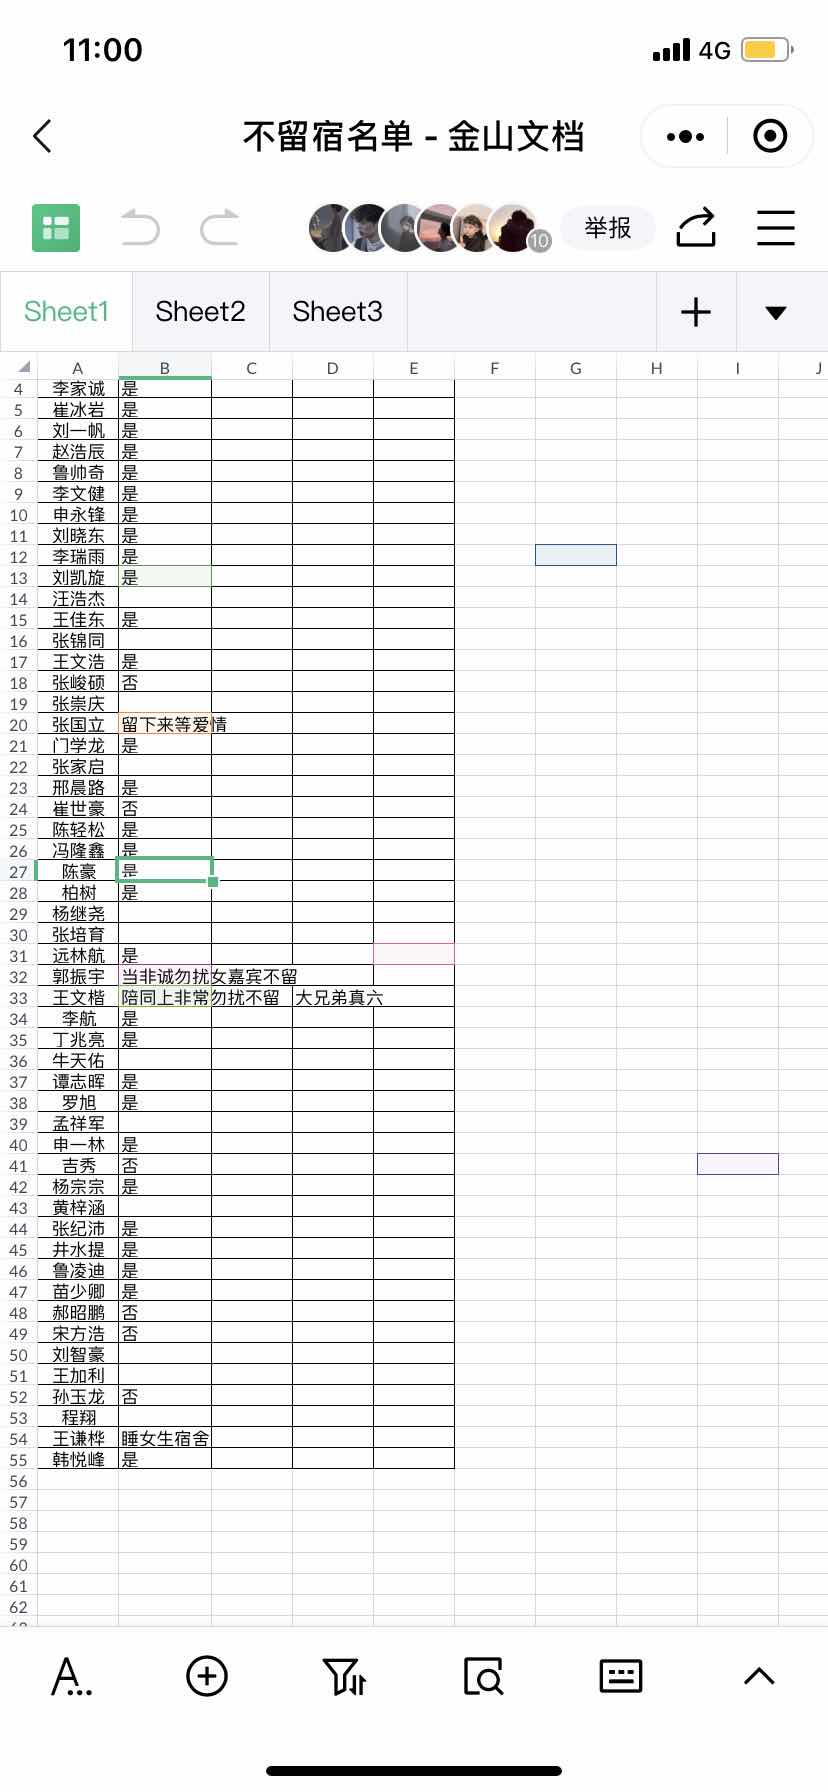 11:00 4G
不留宿名单 - 金山文档
10 举报
Sheet1 Sheet2 Sheet3
A B C D E F G H I J
4 李家诚 是
5 崔冰岩 是
6 刘一帆 是
7 赵浩辰 是
8 鲁帅奇 是
9 李文健 是
10 申永锋 是
11 刘晓东 是
12 李瑞雨 是
13 刘凯旋 是
14 汪浩杰
15 王佳东 是
16 张锦同
17 王文浩 是
18 张峻硕 否
19 张崇庆
20 张国立 留下来等爱情
21 门学龙 是
22 张家启
23 邢晨路 是
24 崔世豪 否
25 陈轻松 是
26 冯隆鑫 是
27 陈豪 是
28 柏树 是
29 杨继尧
30 张培育
31 远林航 是
32 郭振宇 当非诚勿扰女嘉宾不留
33 王文楷 陪同上非常勿扰不留 大兄弟真六
34 李航 是
35 丁兆亮 是
36 牛天佑
37 谭志晖 是
38 罗旭 是
39 孟祥军
40 申一林 是
41 吉秀 否
42 杨宗宗 是
43 黄梓涵
44 张纪沛 是
45 井水提 是
46 鲁凌迪 是
47 苗少卿 是
48 郝昭鹏 否
49 宋方浩 否
50 刘智豪
51 王加利
52 孙玉龙 否
53 程翔
54 王谦桦 睡女生宿舍
55 韩悦峰 是
56
57
58
59
60
61
62
A...